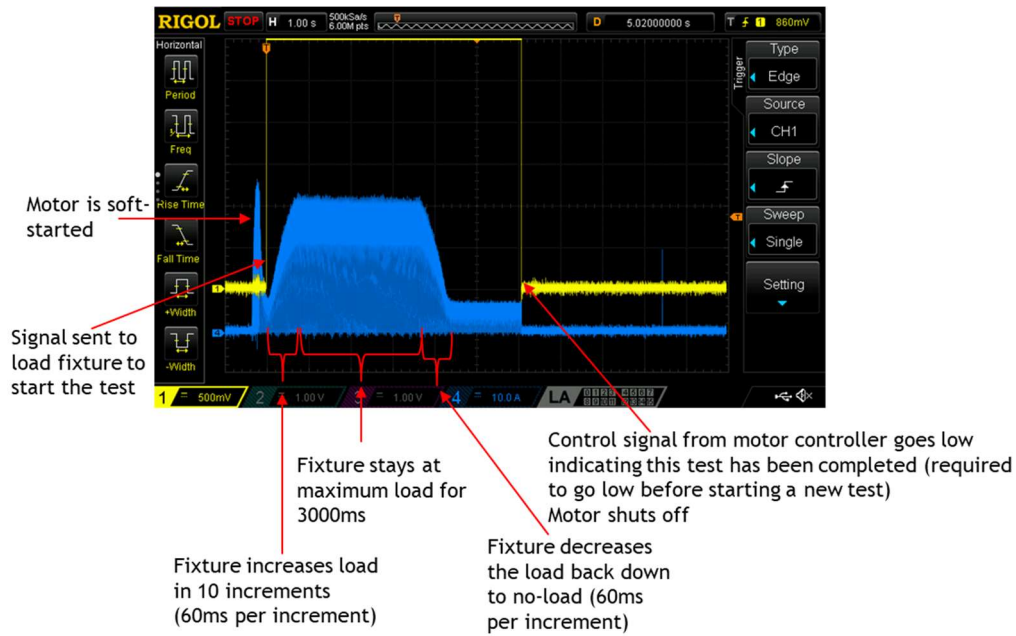 RIGOL STOP H 1.00 s 500kSa/s 6.00M pts D 5.02000000 s T 1 860mV
Horizontal
Period
Freq
Rise Time
Fall Time
+Width
-Width
Trigger
Type
Edge
Source
CH1
Slope
Sweep
Single
Setting
T
T
T
1
4
1 = 500mV 2 = 1.00 V 3 = 1.00 V 4 = 10.0 A LA
Motor is soft-
started
Signal sent to
load fixture to
start the test
Fixture increases load
in 10 increments
(60ms per increment)
Fixture stays at
maximum load for
3000ms
Fixture decreases
the load back down
to no-load (60ms
per increment)
Control signal from motor controller goes low
indicating this test has been completed (required
to go low before starting a new test)
Motor shuts off